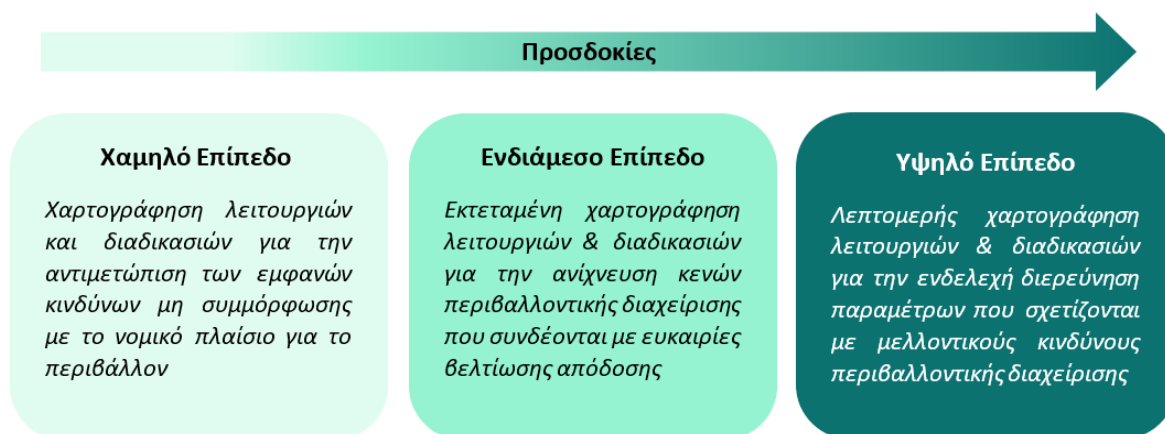 Προσδοκίες
Χαμηλό Επίπεδο
Χαρτογράφηση λειτουργιών
και διαδικασιών για την
αντιμετώπιση των εμφανών
κινδύνων μη συμμόρφωσης
με το νομικό πλαίσιο για το
περιβάλλον
Ενδιάμεσο Επίπεδο
Εκτεταμένη χαρτογράφηση
λειτουργιών & διαδικασιών
για την ανίχνευση κενών
περιβαλλοντικής διαχείρισης
που συνδέονται με ευκαιρίες
βελτίωσης απόδοσης
Υψηλό Επίπεδο
Λεπτομερής χαρτογράφηση
λειτουργιών & διαδικασιών
για την ενδελεχή διερεύνηση
παραμέτρων που σχετίζονται
με μελλοντικούς κινδύνους
περιβαλλοντικής διαχείρισης